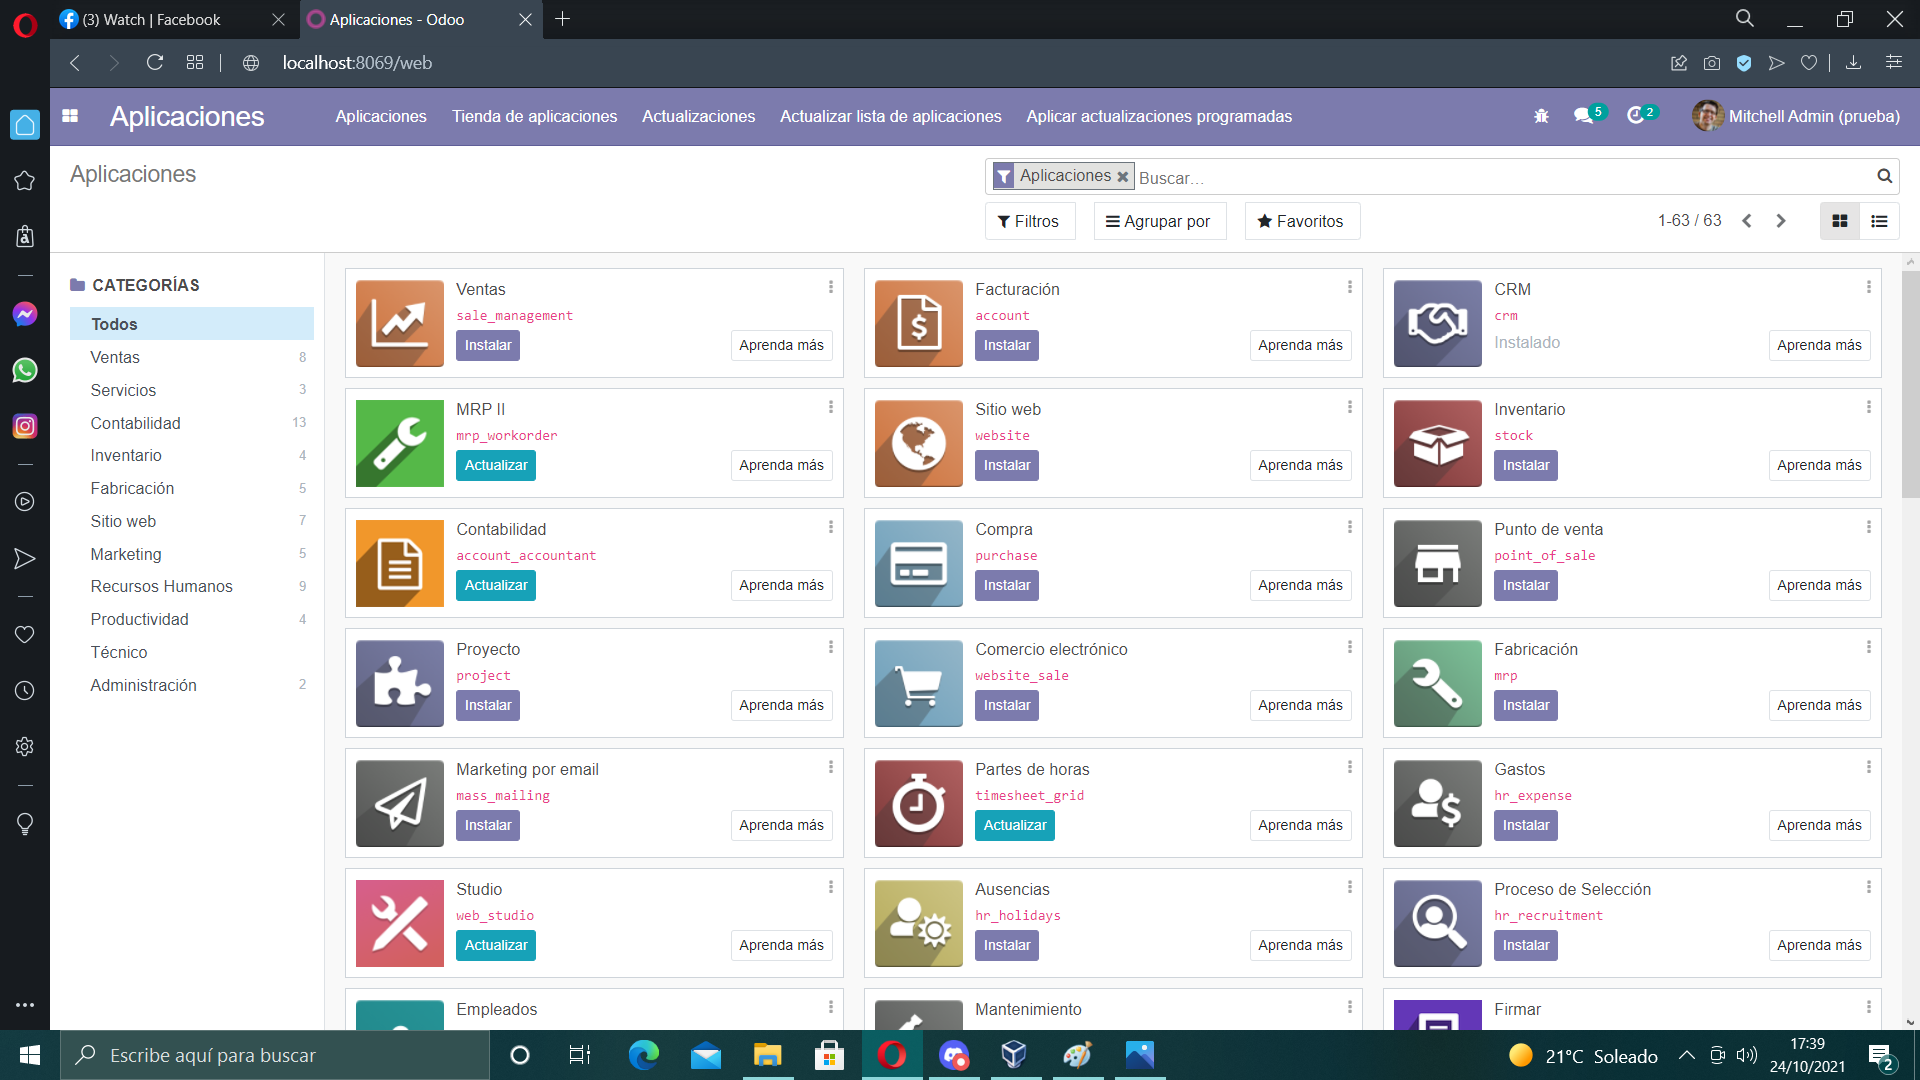 (3) Watch | Facebook
Aplicaciones - Odoo
localhost:8069/web
Aplicaciones
Aplicaciones
Tienda de aplicaciones
Actualizaciones
Actualizar lista de aplicaciones
Aplicar actualizaciones programadas
5
2
Mitchell Admin (prueba)
Aplicaciones
Aplicaciones
Buscar...
Filtros
Agrupar por
Favoritos
1-63 / 63
CATEGORÍAS
Todos
Ventas 8
Servicios 3
Contabilidad 13
Inventario 4
Fabricación 5
Sitio web 7
Marketing 5
Recursos Humanos 9
Productividad 4
Técnico
Administración 2
Ventas
sale_management
Instalar
Aprenda más
Facturación
account
Instalar
Aprenda más
CRM
crm
Instalado
Aprenda más
MRP II
mrp_workorder
Actualizar
Aprenda más
Sitio web
website
Instalar
Aprenda más
Inventario
stock
Instalar
Aprenda más
Contabilidad
account_accountant
Actualizar
Aprenda más
Compra
purchase
Instalar
Aprenda más
Punto de venta
point_of_sale
Instalar
Aprenda más
Proyecto
project
Instalar
Aprenda más
Comercio electrónico
website_sale
Instalar
Aprenda más
Fabricación
mrp
Instalar
Aprenda más
Marketing por email
mass_mailing
Instalar
Aprenda más
Partes de horas
timesheet_grid
Actualizar
Aprenda más
Gastos
hr_expense
Instalar
Aprenda más
Studio
web_studio
Actualizar
Aprenda más
Ausencias
hr_holidays
Instalar
Aprenda más
Proceso de Selección
hr_recruitment
Instalar
Aprenda más
Empleados
Mantenimiento
Firmar
Escribe aquí para buscar
21°C Soleado
17:39
24/10/2021
2